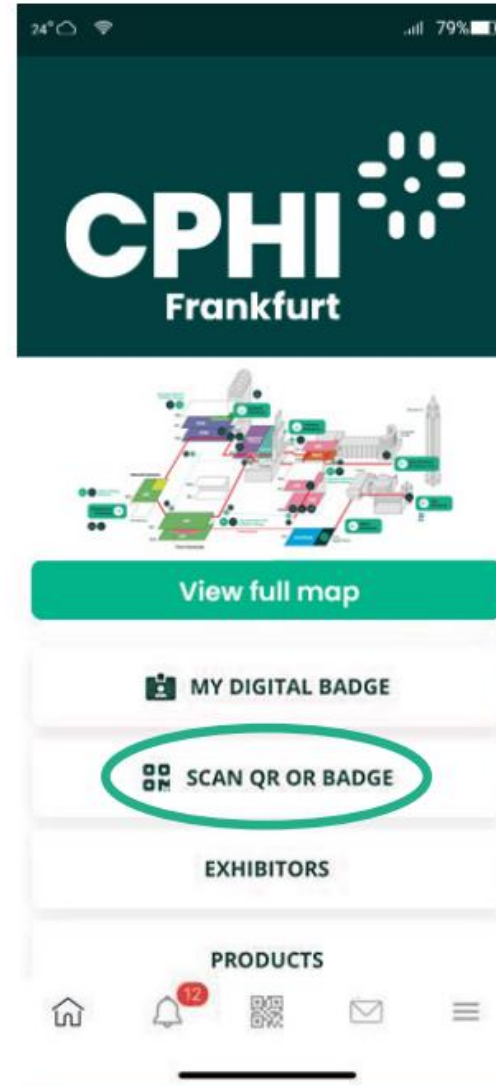 24°
79%
CPHI
Frankfurt
View full map
MY DIGITAL BADGE
SCAN QR OR BADGE
EXHIBITORS
PRODUCTS
12